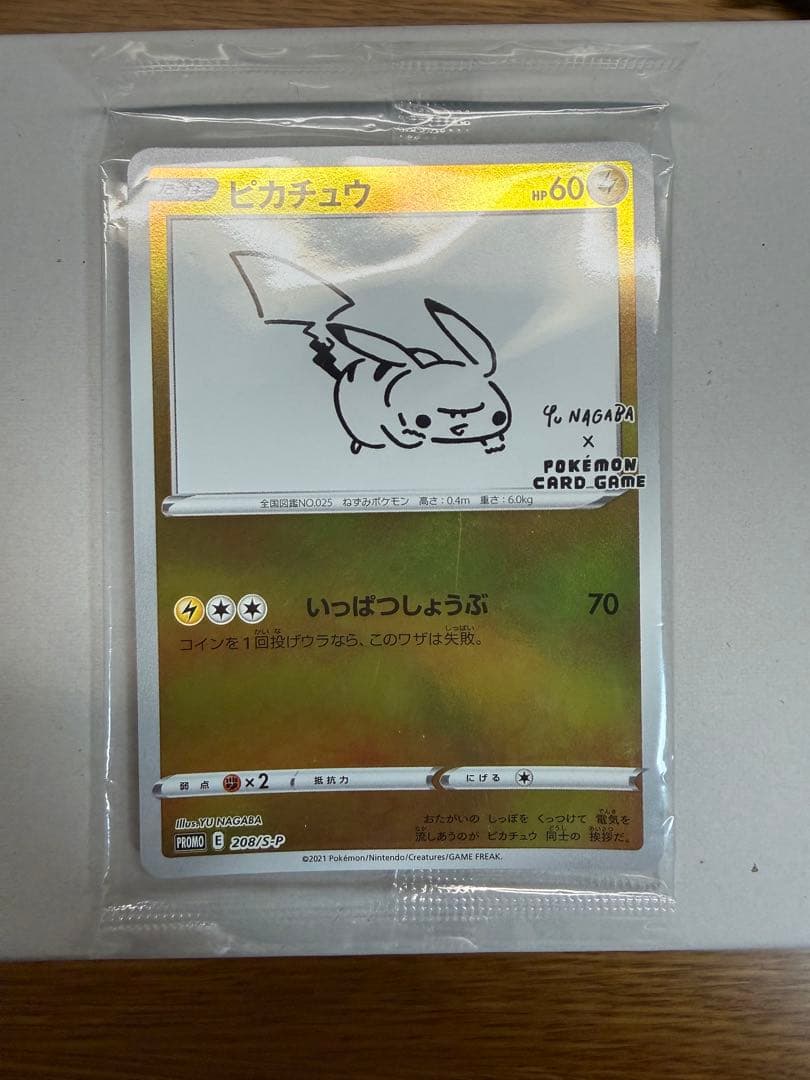 たね ピカチュウ HP60
Yu NAGABA
×
POKÉMON
CARD GAME
全国図鑑NO.025 ねずみポケモン 高さ:0.4m 重さ:6.0kg
いっぱつしょうぶ 70
コインを1回投げウラなら、このワザは失敗。
弱点 ×2 抵抗力 にげる
Illus.YU NAGABA
PROMO E 208/S-P
おたがいの しっぽを くっつけて 電気を
流しあうのが ピカチュウ 同士の 挨拶だ。
©2021 Pokémon/Nintendo/Creatures/GAME FREAK.